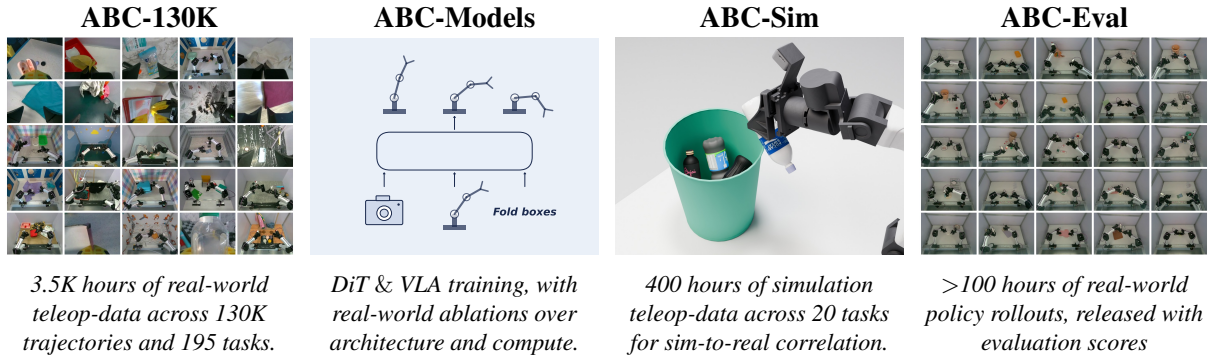 ABC-130K
ABC-Models
ABC-Sim
ABC-Eval
Fold boxes
3.5K hours of real-world
teleop-data across 130K
trajectories and 195 tasks.
DiT & VLA training, with
real-world ablations over
architecture and compute.
400 hours of simulation
teleop-data across 20 tasks
for sim-to-real correlation.
>100 hours of real-world
policy rollouts, released with
evaluation scores